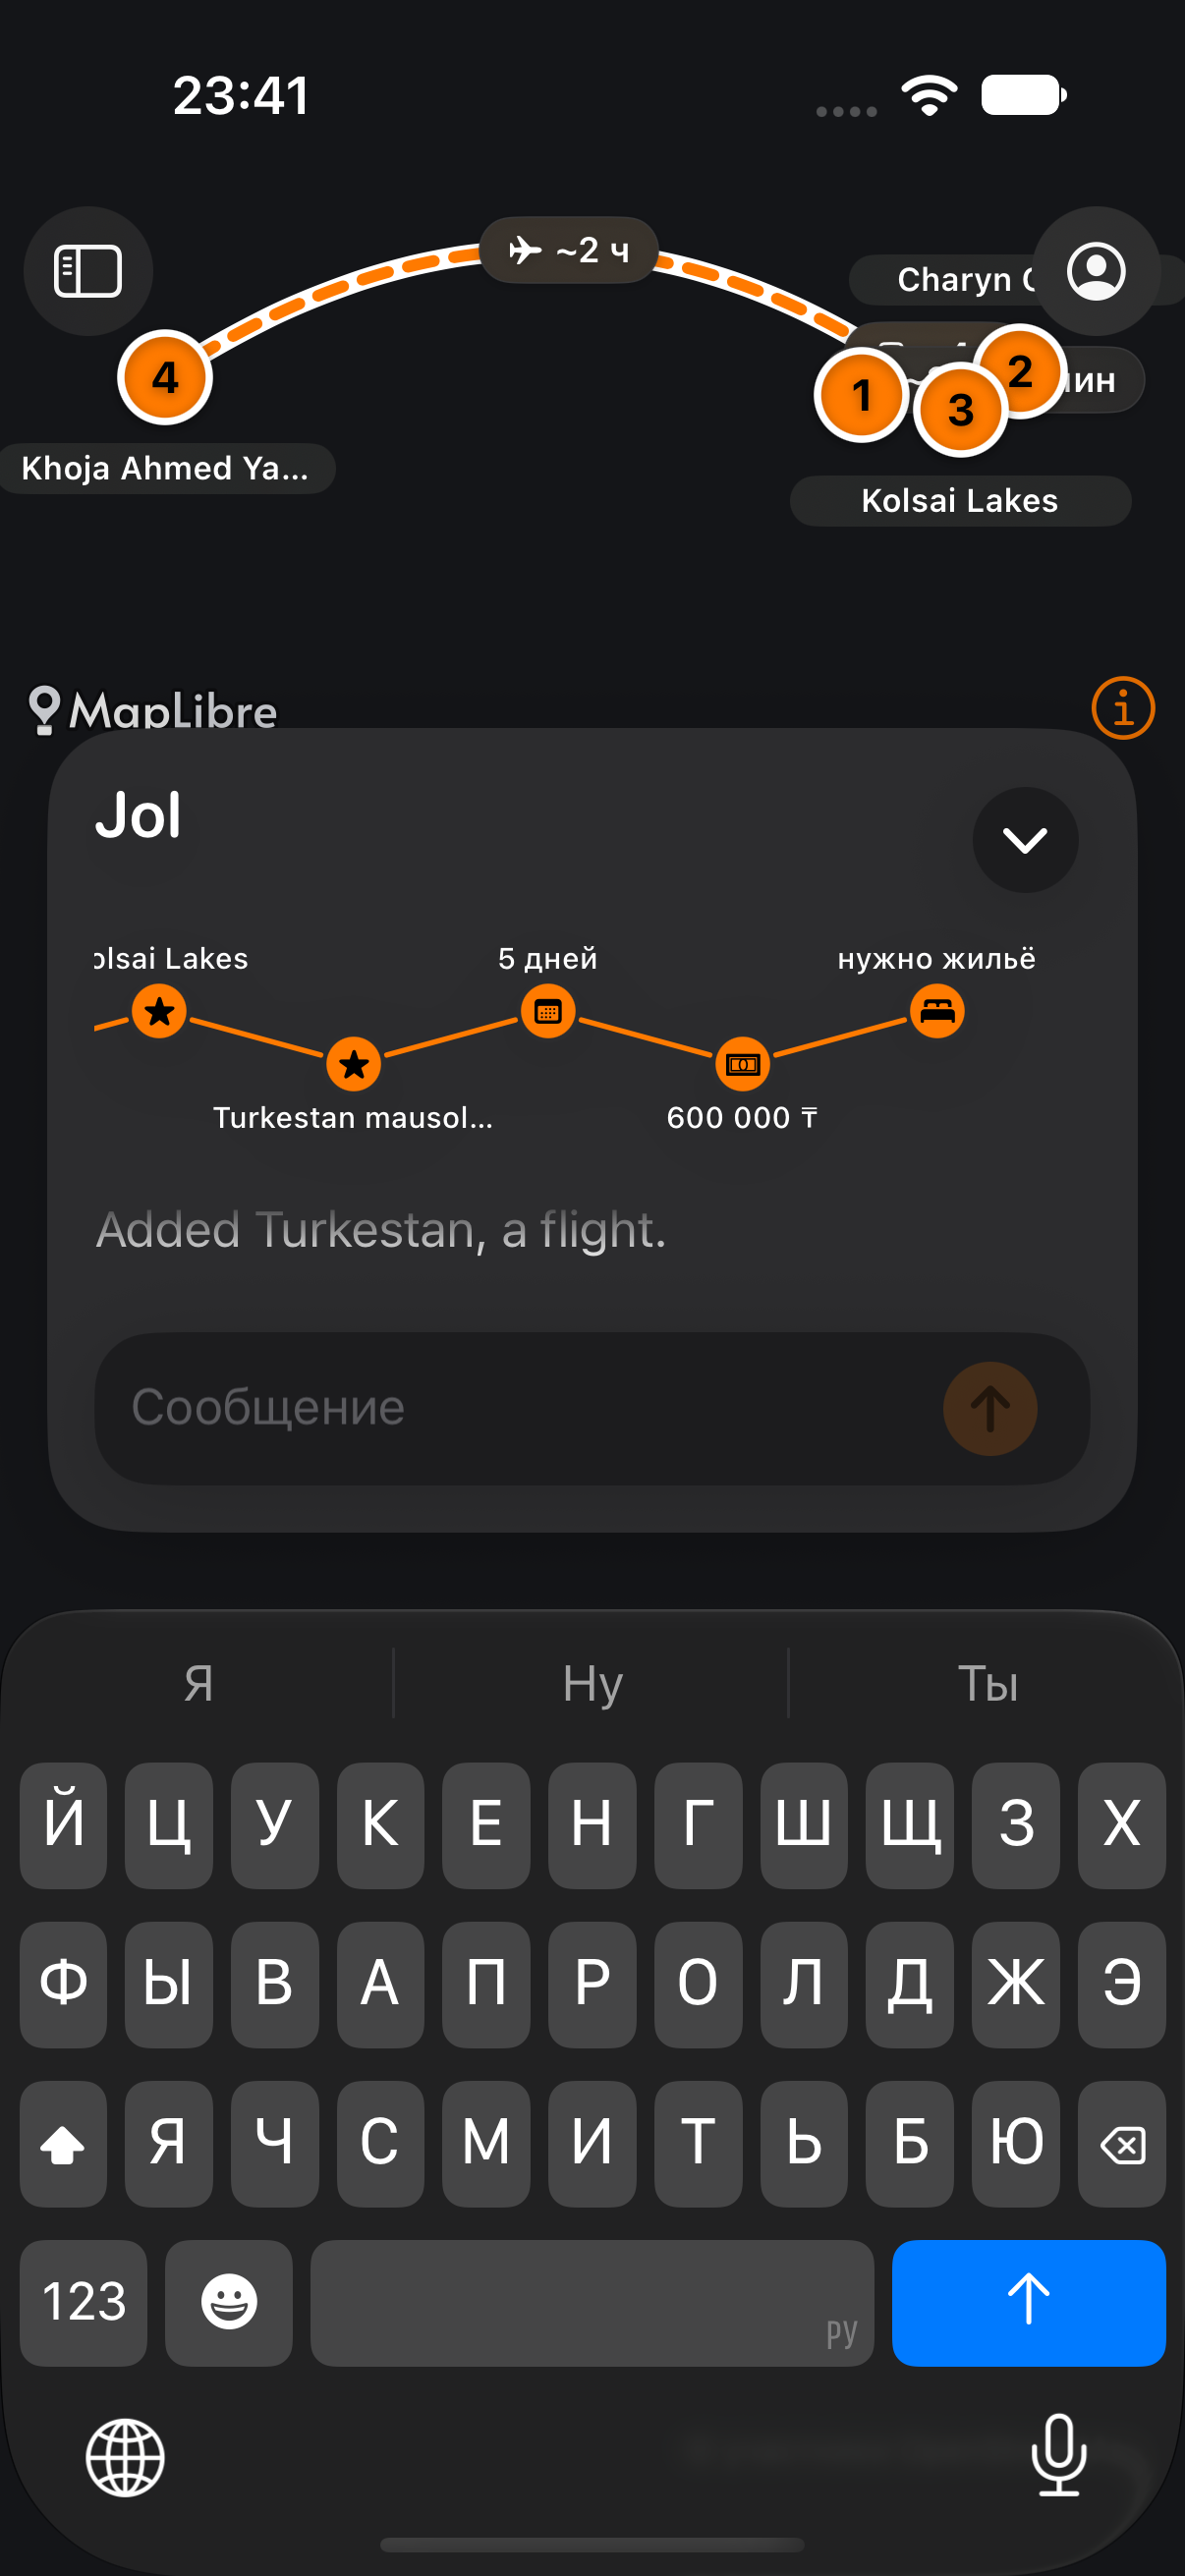 23:41
~2 ч
Charyn
4
1
3
2
Khoja Ahmed Ya...
Kolsai Lakes
MapLibre
Jol
olsai Lakes
5 дней
нужно жильё
Turkestan mausol...
600 000 ₸
Added Turkestan, a flight.
Сообщение
Я
Ну
Ты
Й Ц У К Е Н Г Ш Щ З Х
Ф Ы В А П Р О Л Д Ж Э
Я Ч С М И Т Ь Б Ю
123
РУ